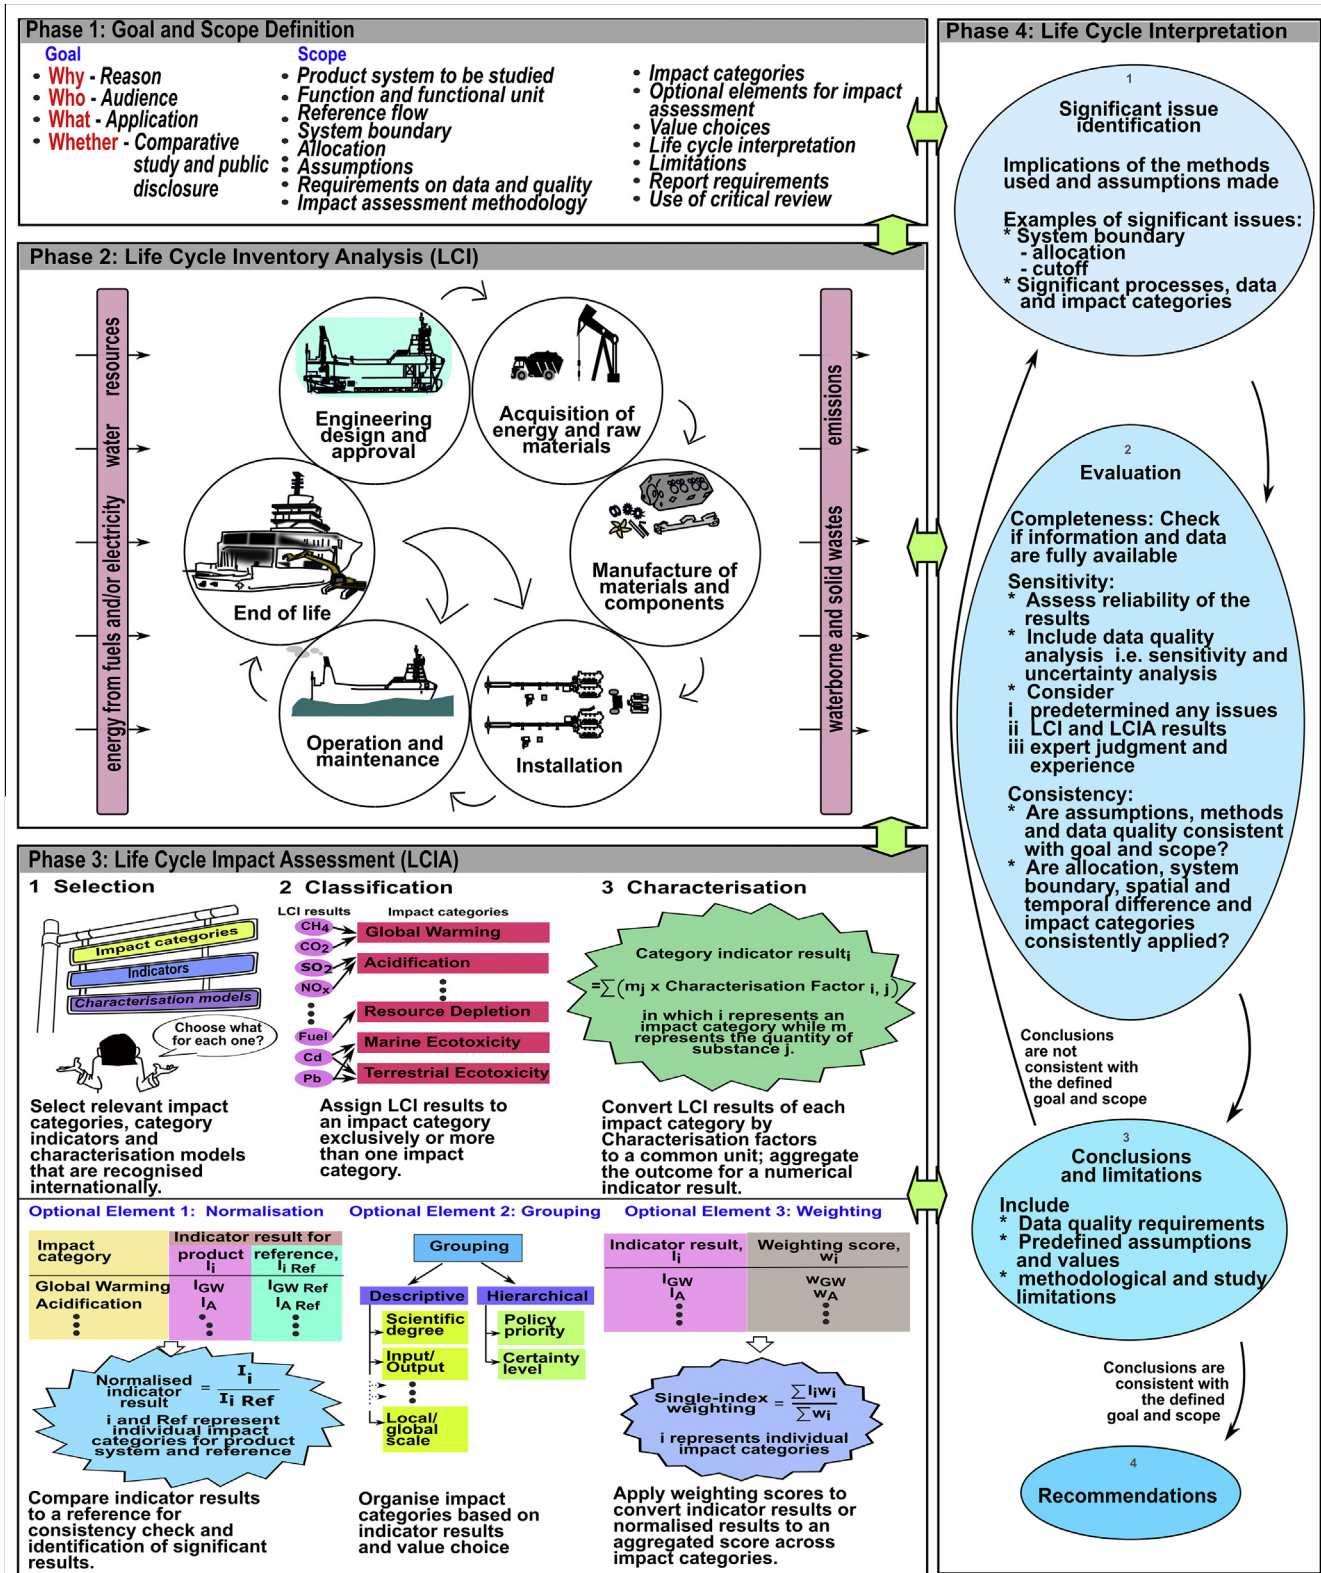 Phase 1: Goal and Scope Definition
Goal
• Why - Reason
• Who - Audience
• What - Application
• Whether - Comparative
study and public
disclosure
Scope
• Product system to be studied
• Function and functional unit
• Reference flow
• System boundary
• Allocation
• Assumptions
• Requirements on data and quality
• Impact assessment methodology
• Impact categories
• Optional elements for impact
assessment
• Value choices
• Life cycle interpretation
• Limitations
• Report requirements
• Use of critical review
Phase 2: Life Cycle Inventory Analysis (LCI)
energy from fuels and/or electricity water resources
Engineering
design and
approval
Acquisition of
energy and raw
materials
Manufacture of
materials and
components
Installation
Operation and
maintenance
End of life
waterborne and solid wastes emissions
Phase 3: Life Cycle Impact Assessment (LCIA)
1 Selection
Impact categories
Indicators
Characterisation models
Choose what
for each one?
Select relevant impact
categories, category
indicators and
characterisation models
that are recognised
internationally.
2 Classification
LCI results
Impact categories
CH4
CO2
SO2
NOx
Fuel
Cd
Pb
Global Warming
Acidification
Resource Depletion
Marine Ecotoxicity
Terrestrial Ecotoxicity
Assign LCI results to
an impact category
exclusively or more
than one impact
category.
3 Characterisation
Category indicator resulti
=∑(mj x Characterisation Factor i, j)
in which i represents an
impact category while m
represents the quantity of
substance j.
Convert LCI results of each
impact category by
Characterisation factors
to a common unit; aggregate
the outcome for a numerical
indicator result.
Optional Element 1: Normalisation
Impact
category
Indicator result for
product
Ii
reference,
Ii Ref
Global Warming IGW IGW Ref
Acidification IA IA Ref
Normalised
indicator
result
= Ii / Ii Ref
i and Ref represent
individual impact
categories for product
system and reference
Compare indicator results
to a reference for
consistency check and
identification of significant
results.
Optional Element 2: Grouping
Grouping
Descriptive
Hierarchical
Scientific
degree
Input/
Output
Local/
global
scale
Policy
priority
Certainty
level
Organise impact
categories based on
indicator results
and value choice
Optional Element 3: Weighting
Indicator result,
Ii
Weighting score,
wi
IGW wGW
IA wA
Single-index
weighting
= ∑Iiwi / ∑wi
i represents individual
impact categories
Apply weighting scores to
convert indicator results or
normalised results to an
aggregated score across
impact categories.
Phase 4: Life Cycle Interpretation
1
Significant issue
identification
Implications of the methods
used and assumptions made
Examples of significant issues:
* System boundary
- allocation
- cutoff
* Significant processes, data
and impact categories
2
Evaluation
Completeness: Check
if information and data
are fully available
Sensitivity:
* Assess reliability of the
results
* Include data quality
analysis i.e. sensitivity and
uncertainty analysis
* Consider
i predetermined any issues
ii LCI and LCIA results
iii expert judgment and
experience
Consistency:
* Are assumptions, methods
and data quality consistent
with goal and scope?
* Are allocation, system
boundary, spatial and
temporal difference and
impact categories
consistently applied?
Conclusions
are not
consistent with
the defined
goal and scope
3
Conclusions
and limitations
Include
* Data quality requirements
* Predefined assumptions
and values
* methodological and study
limitations
Conclusions are
consistent with
the defined
goal and scope
4
Recommendations